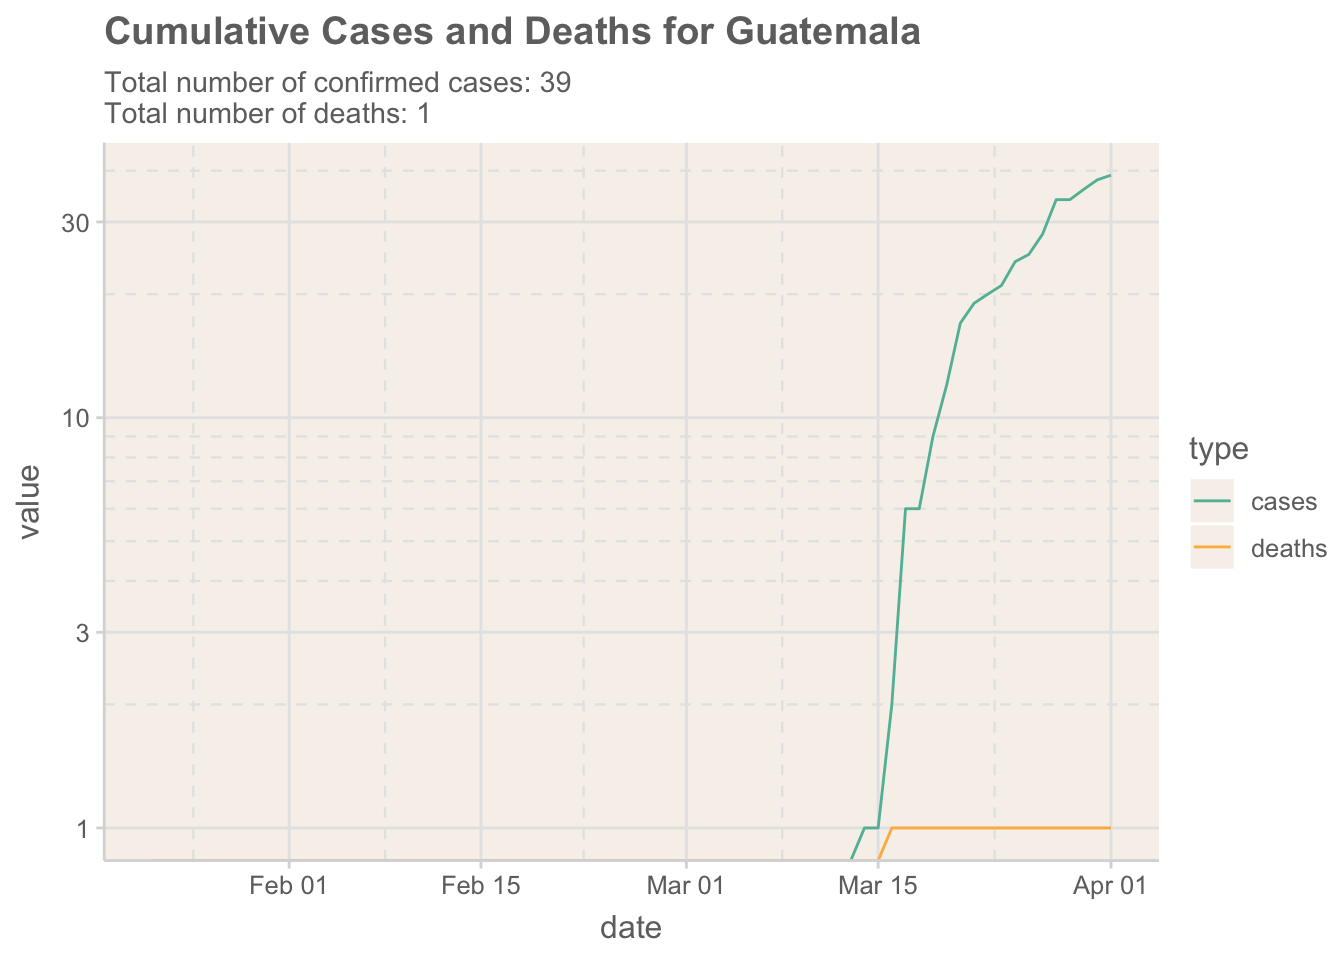 Cumulative Cases and Deaths for Guatemala
Total number of confirmed cases: 39
Total number of deaths: 1
30
10
3
1
value
Feb 01
Feb 15
Mar 01
Mar 15
Apr 01
date
type
cases
deaths